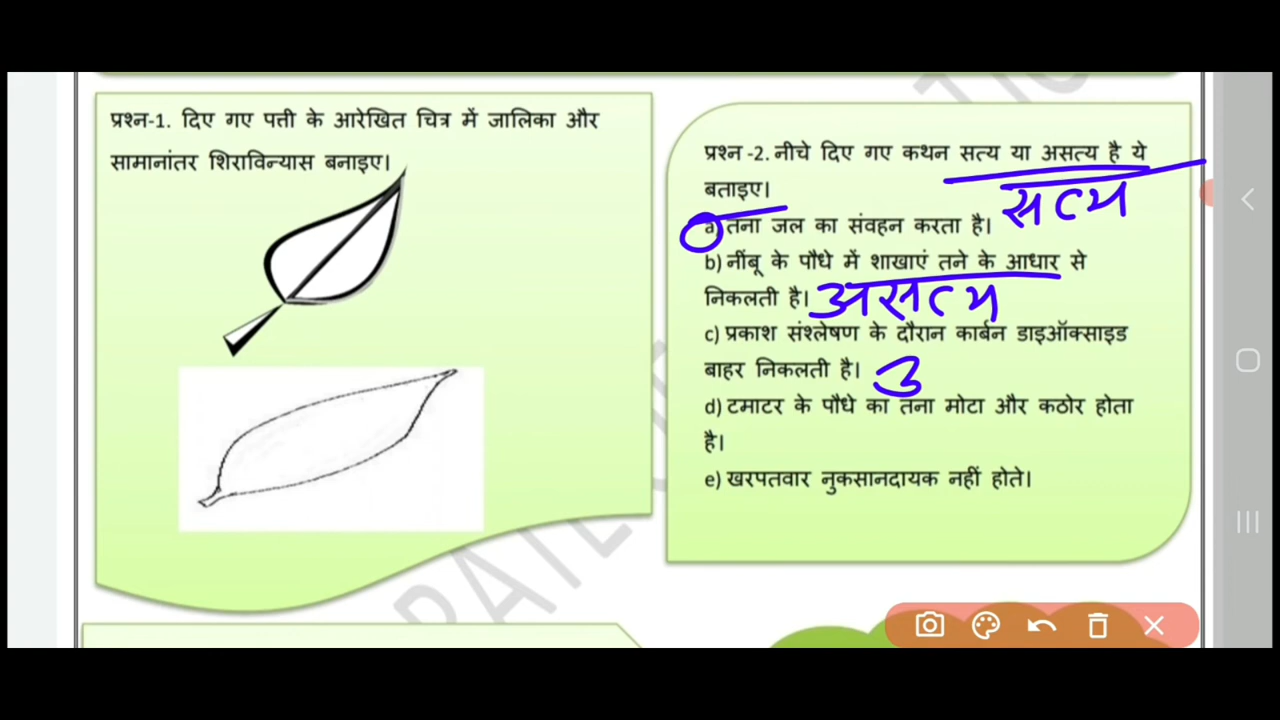 प्रश्न-1. दिए गए पत्ती के आरेखित चित्र में जालिका और
सामानांतर शिराविन्यास बनाइए।
प्रश्न -2. नीचे दिए गए कथन सत्य या असत्य है ये
बताइए।
सत्य
a) तना जल का संवहन करता है।
b) नींबू के पौधे में शाखाएं तने के आधार से
निकलती है। असत्य
c) प्रकाश संश्लेषण के दौरान कार्बन डाइऑक्साइड
बाहर निकलती है।
d) टमाटर के पौधे का तना मोटा और कठोर होता
है।
e) खरपतवार नुकसानदायक नहीं होते।